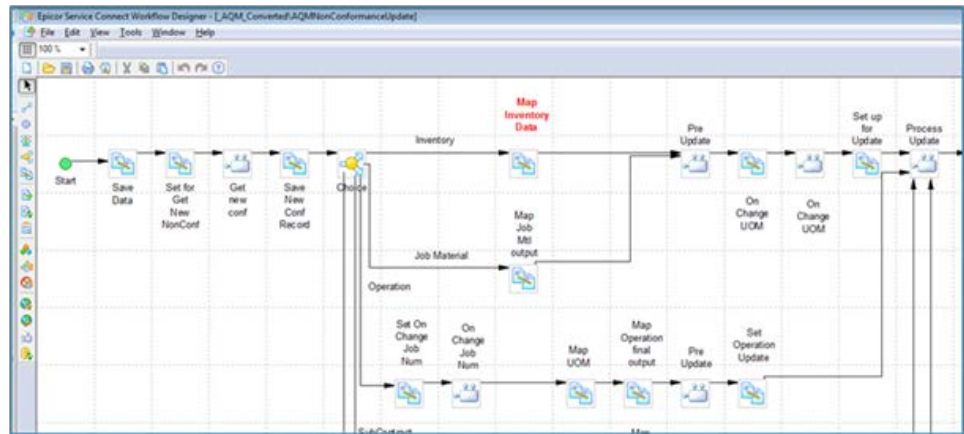 Epicor Service Connect Workflow Designer - [_AQM_Converted\AQMNonConformanceUpdate]
File Edit View Tools Window Help
100 %
Map
Inventory
Data
Set up
for
Update
Pre
Update
Process
Update
Inventory
Start
Save
Data
Set for
Get
New
NonConf
Get
new
conf
Save
New
Conf
Record
Choice
On
Change
UOM
On
Change
UOM
Map
Job
Mtl
output
Job Material
Operation
Set On
Change
Job
Num
On
Change
Job
Num
Map
UOM
Map
Operation
final
output
Pre
Update
Set
Operation
Update
SubContract
Map